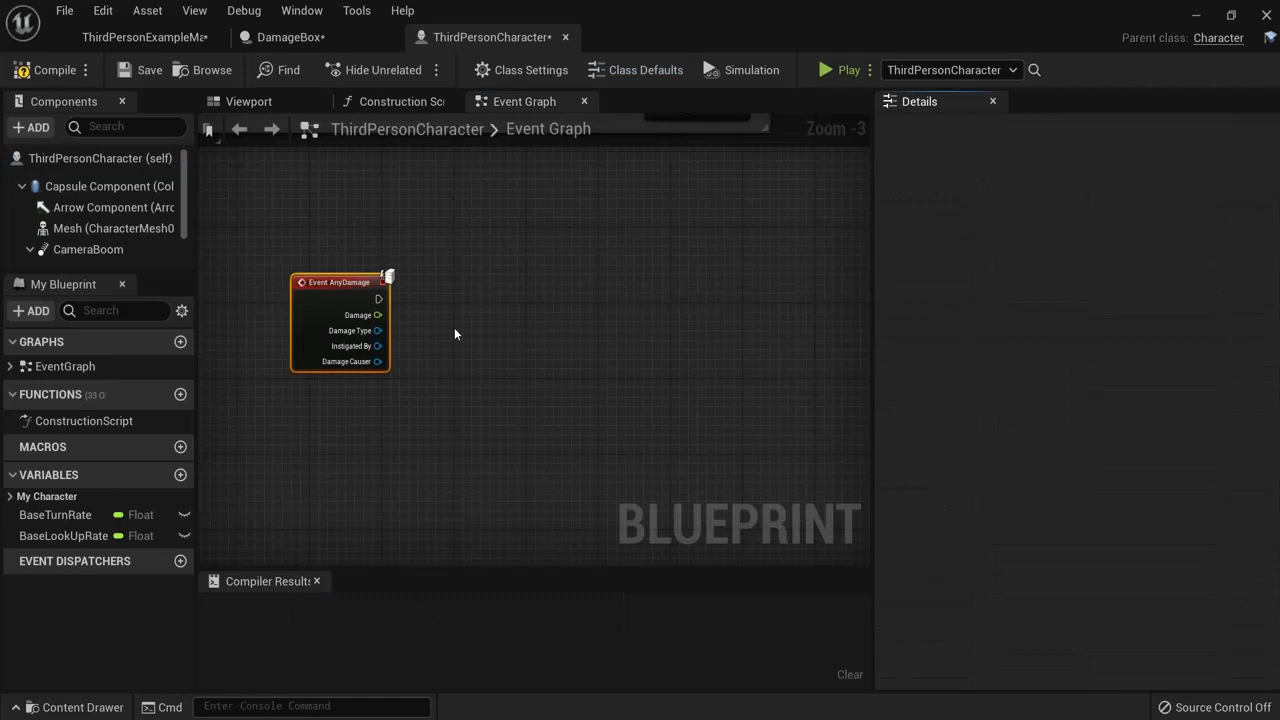 File Edit Asset View Debug Window Tools Help
ThirdPersonExampleMa* DamageBox* ThirdPersonCharacter*
Parent class: Character
Compile Save Browse Find Hide Unrelated Class Settings Class Defaults Simulation Play ThirdPersonCharacter
Components Viewport Construction Scr Event Graph Details
ADD Search
ThirdPersonCharacter > Event Graph Zoom -3
ThirdPersonCharacter (self)
Capsule Component (Col
Arrow Component (Arro
Mesh (CharacterMesh0
CameraBoom
My Blueprint
ADD Search
GRAPHS
EventGraph
FUNCTIONS (33 O
ConstructionScript
MACROS
VARIABLES
My Character
BaseTurnRate Float
BaseLookUpRate Float
EVENT DISPATCHERS
Event AnyDamage
Damage
Damage Type
Instigated By
Damage Causer
BLUEPRINT
Compiler Results
Clear
Content Drawer Cmd Enter Console Command Source Control Off